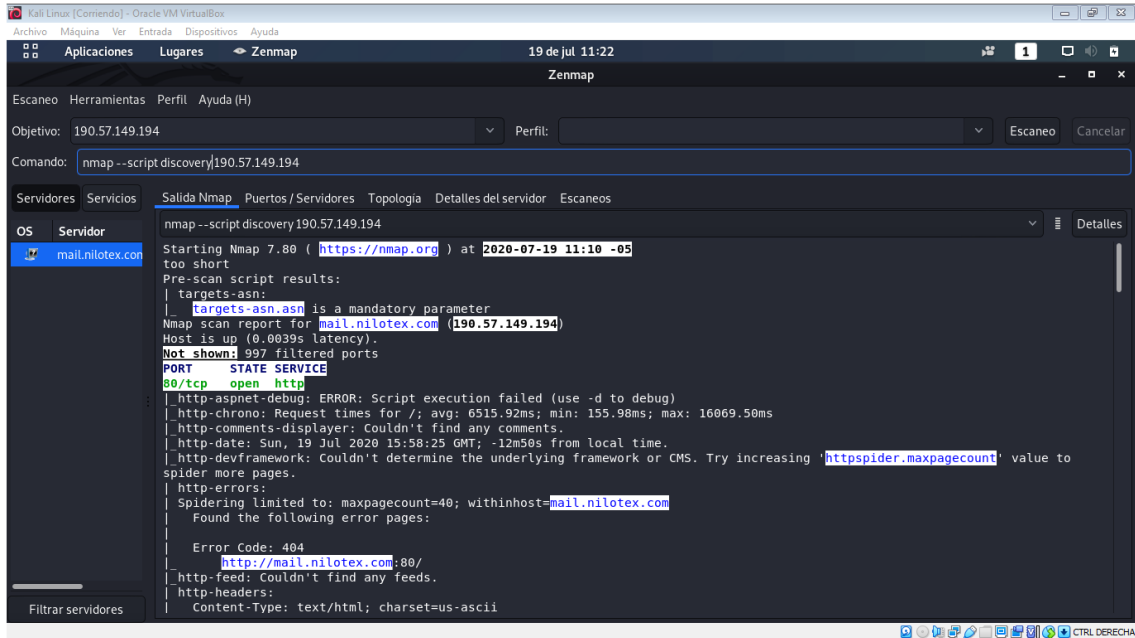 Kali Linux [Corriendo] - Oracle VM VirtualBox
Archivo Máquina Ver Entrada Dispositivos Ayuda
Aplicaciones Lugares Zenmap 19 de jul 11:22 1
Zenmap
Escaneo Herramientas Perfil Ayuda (H)
Objetivo: 190.57.149.194 Perfil: Escaneo Cancelar
Comando: nmap --script discovery 190.57.149.194
Servidores Servicios Salida Nmap Puertos / Servidores Topología Detalles del servidor Escaneos
OS Servidor nmap --script discovery 190.57.149.194 Detalles
mail.nilotex.con
Starting Nmap 7.80 ( https://nmap.org ) at 2020-07-19 11:10 -05
too short
Pre-scan script results:
| targets-asn:
|_  targets-asn.asn is a mandatory parameter
Nmap scan report for mail.nilotex.com (190.57.149.194)
Host is up (0.0039s latency).
Not shown: 997 filtered ports
PORT     STATE SERVICE
80/tcp   open  http
|_http-aspnet-debug: ERROR: Script execution failed (use -d to debug)
|_http-chrono: Request times for /; avg: 6515.92ms; min: 155.98ms; max: 16069.50ms
|_http-comments-displayer: Couldn't find any comments.
|_http-date: Sun, 19 Jul 2020 15:58:25 GMT; -12m50s from local time.
|_http-devframework: Couldn't determine the underlying framework or CMS. Try increasing 'httpspider.maxpagecount' value to
spider more pages.
| http-errors:
| Spidering limited to: maxpagecount=40; withinhost=mail.nilotex.com
|   Found the following error pages:
|
|   Error Code: 404
|_      http://mail.nilotex.com:80/
|_http-feed: Couldn't find any feeds.
| http-headers:
|   Content-Type: text/html; charset=us-ascii
Filtrar servidores
CTRL DERECHA